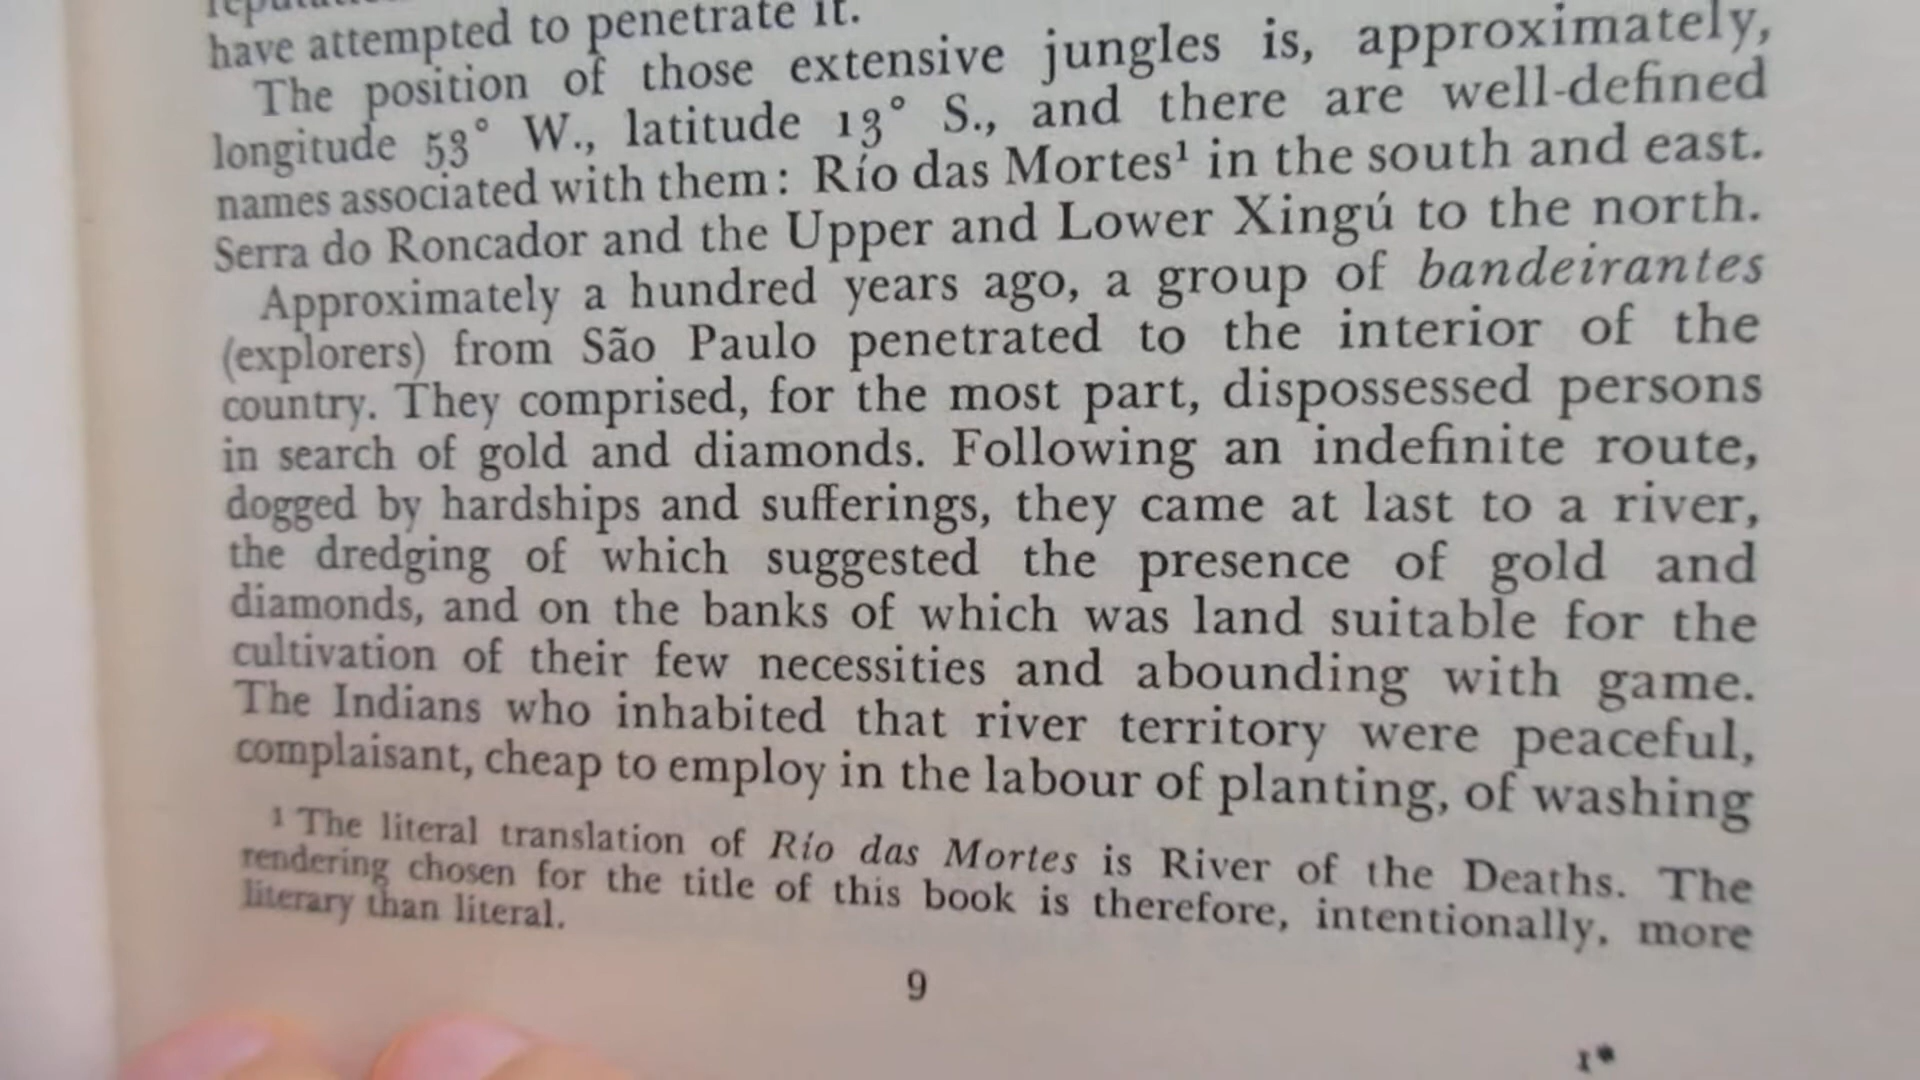 have attempted to penetrate it.
The position of those extensive jungles is, approximately,
longitude 53° W., latitude 13° S., and there are well-defined
names associated with them: Río das Mortes¹ in the south and east.
Serra do Roncador and the Upper and Lower Xingú to the north.
Approximately a hundred years ago, a group of bandeirantes
(explorers) from São Paulo penetrated to the interior of the
country. They comprised, for the most part, dispossessed persons
in search of gold and diamonds. Following an indefinite route,
dogged by hardships and sufferings, they came at last to a river,
the dredging of which suggested the presence of gold and
diamonds, and on the banks of which was land suitable for the
cultivation of their few necessities and abounding with game.
The Indians who inhabited that river territory were peaceful,
complaisant, cheap to employ in the labour of planting, of washing
¹ The literal translation of Río das Mortes is River of the Deaths. The
rendering chosen for the title of this book is therefore, intentionally, more
literary than literal.
9
1*